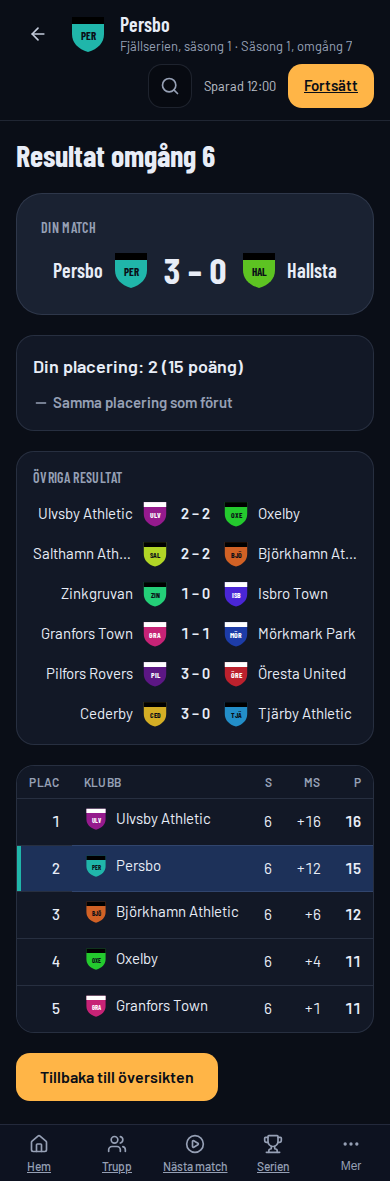 PER
Persbo
Fjällserien, säsong 1 · Säsong 1, omgång 7
Sparad 12:00
Fortsätt
Resultat omgång 6
DIN MATCH
Persbo PER 3 – 0 HAL Hallsta
Din placering: 2 (15 poäng)
— Samma placering som förut
ÖVRIGA RESULTAT
Ulvsby Athletic ULV 2 – 2 OXE Oxelby
Salthamn Ath... SAL 2 – 2 BJÖ Björkhamn At...
Zinkgruvan ZIN 1 – 0 ISB Isbro Town
Granfors Town GRA 1 – 1 MÖR Mörkmark Park
Pilfors Rovers PIL 3 – 0 ÖRE Öresta United
Cederby CED 3 – 0 TJÄ Tjärby Athletic
PLAC KLUBB S MS P
1 ULV Ulvsby Athletic 6 +16 16
2 PER Persbo 6 +12 15
3 BJÖ Björkhamn Athletic 6 +6 12
4 OXE Oxelby 6 +4 11
5 GRA Granfors Town 6 +1 11
Tillbaka till översikten
Hem Trupp Nästa match Serien Mer